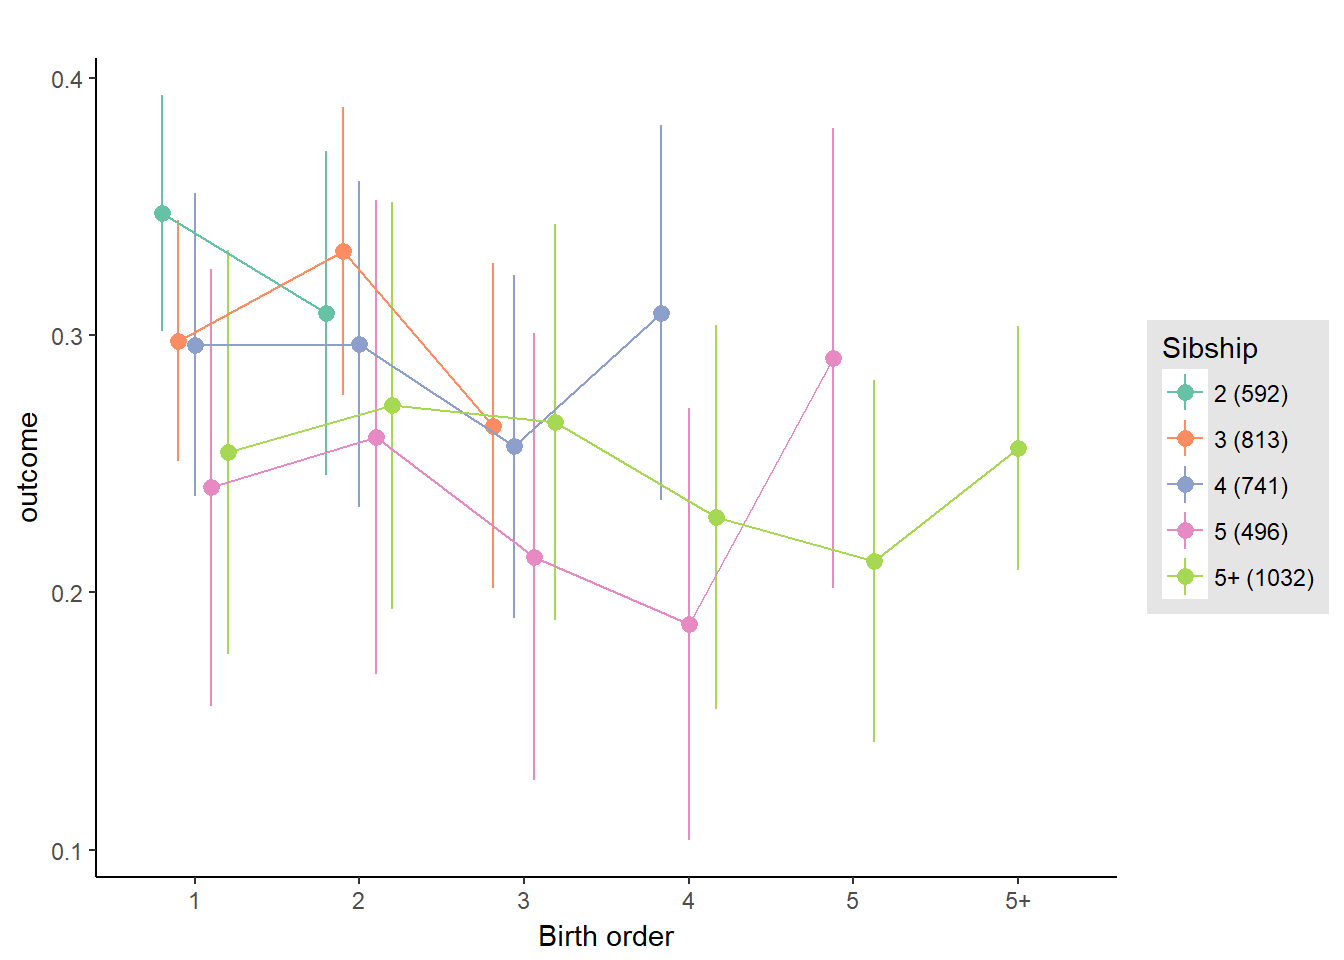 0.4
0.3
0.2
0.1
outcome
1 2 3 4 5 5+
Birth order
Sibship
2 (592)
3 (813)
4 (741)
5 (496)
5+ (1032)